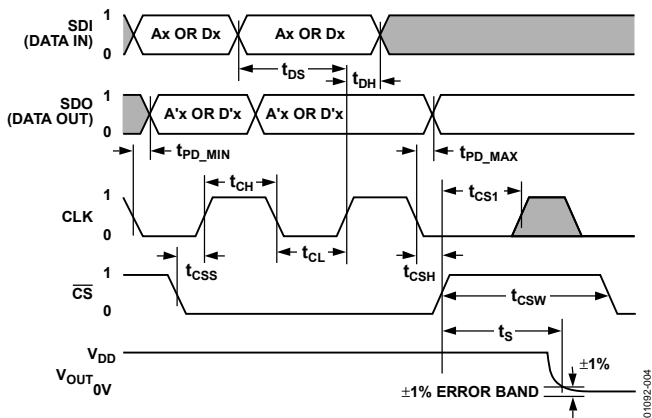 SDI
(DATA IN)
1
0
Ax OR Dx
Ax OR Dx
tDS
tDH
SDO
(DATA OUT)
1
0
A'x OR D'x
A'x OR D'x
tPD_MIN
tPD_MAX
CLK
1
0
tCH
tCL
tCS1
tCSS
tCSH
CS
1
0
tCSW
tS
VDD
VOUT
0V
±1%
±1% ERROR BAND
01092-004